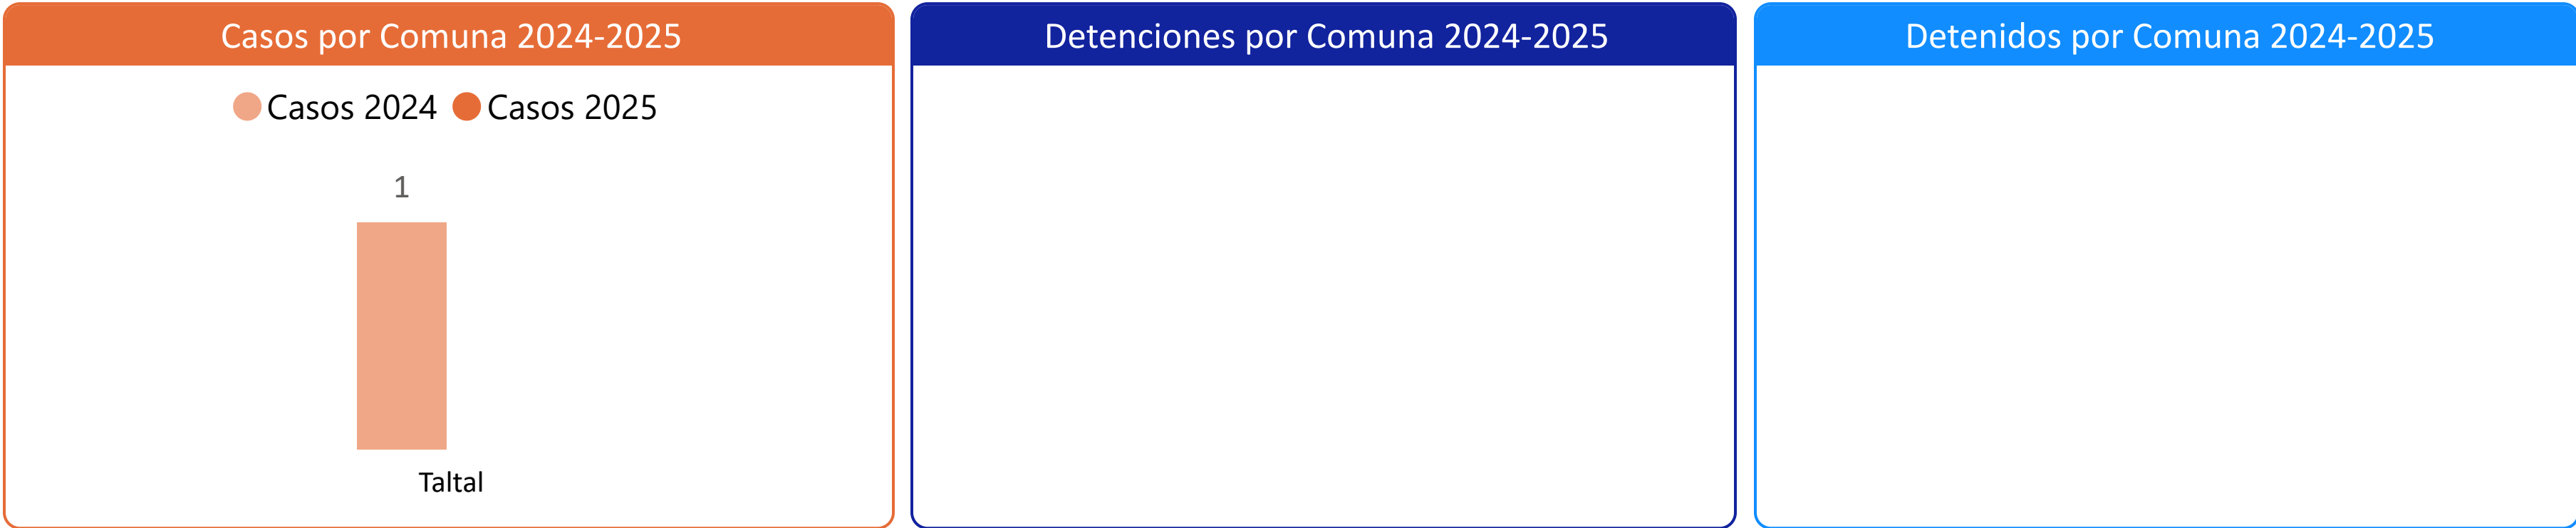 Casos por Comuna 2024-2025
Casos 2024 Casos 2025
1
Taltal
Detenciones por Comuna 2024-2025
Detenidos por Comuna 2024-2025